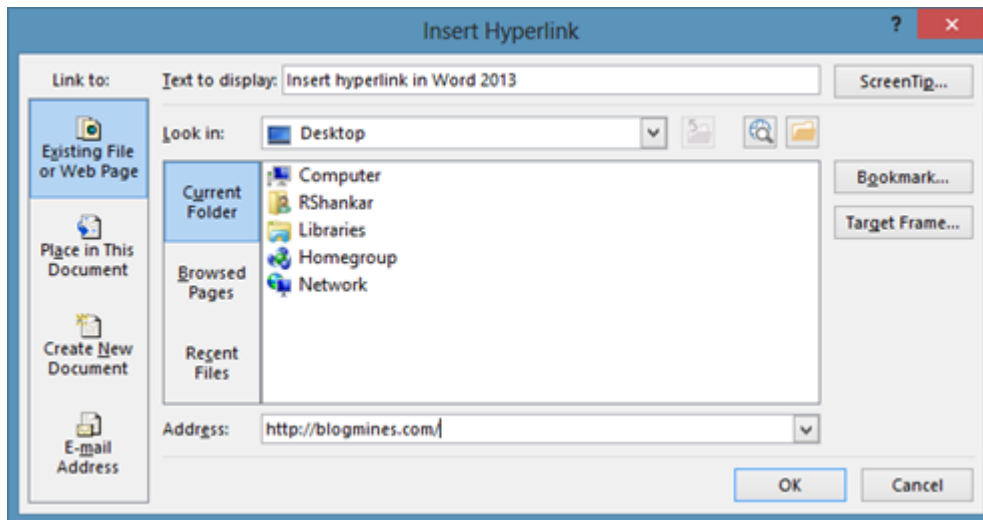 Insert Hyperlink
?
Link to:
Text to display: Insert hyperlink in Word 2013
ScreenTip...
Existing File
or Web Page
Place in This
Document
Create New
Document
E-mail
Address
Look in: Desktop
Current
Folder
Browsed
Pages
Recent
Files
Computer
RShankar
Libraries
Homegroup
Network
Bookmark...
Target Frame...
Address: http://blogmines.com/
OK
Cancel